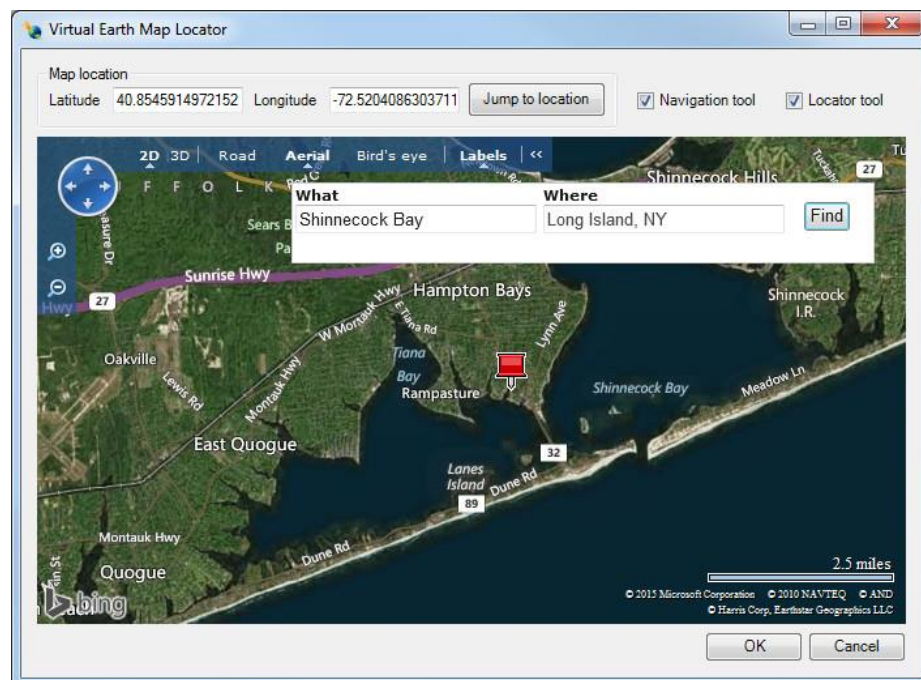 Virtual Earth Map Locator
Map location
Latitude 40.8545914972152 Longitude -72.5204086303711 Jump to location Navigation tool Locator tool
2D 3D Road Aerial Bird's eye Labels <<
F F O L K
Shinnecock Hills
27
What Where
Shinnecock Bay Long Island, NY Find
Sears
Sunrise Hwy
27
Hwy
Hampton Bays
Shinnecock
I.R.
W Montauk Hwy
E Tiana Rd
Lynn Ave
Oakville
Tiana
Bay
Lewis Rd
Montauk Hwy
Rampasture
Shinnecock Bay
Meadow Ln
East Quogue
32
Lanes
Island
Dune Rd
89
Montauk Hwy
Dune Rd
Quogue
2.5 miles
bing
© 2015 Microsoft Corporation © 2010 NAVTEQ © AND
© Harris Corp, Earthstar Geographics LLC
OK Cancel